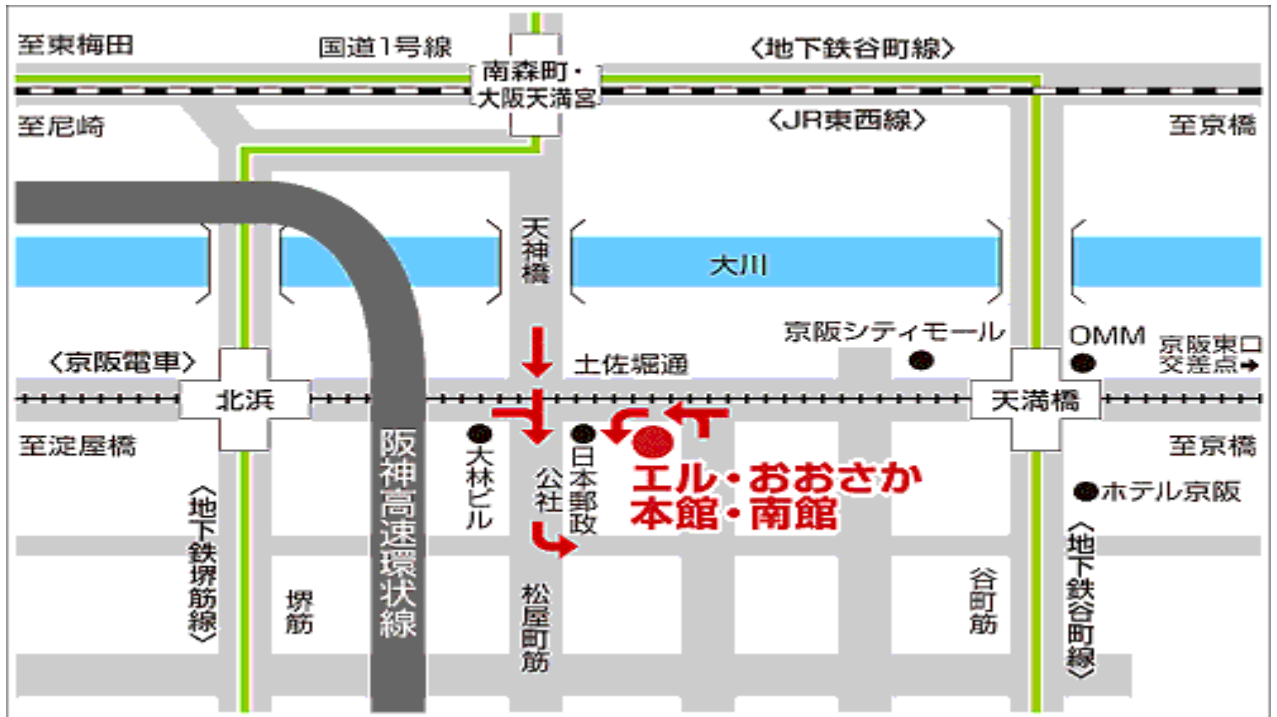 至東梅田
国道1号線
〈地下鉄谷町線〉
南森町・
大阪天満宮
至尼崎
〈JR東西線〉
至京橋
天神橋
大川
京阪シティモール
OMM
京阪東口
交差点➔
〈京阪電車〉
土佐堀通
北浜
天満橋
至淀屋橋
至京橋
阪神高速環状線
大林ビル
公社
日本郵政
エル・おおさか
本館・南館
ホテル京阪
〈地下鉄堺筋線〉
堺筋
松屋町筋
谷町筋
〈地下鉄谷町線〉